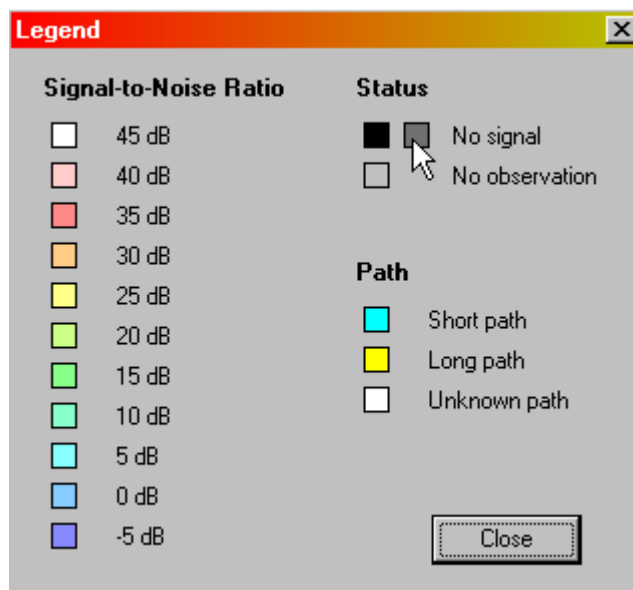 Legend
Signal-to-Noise Ratio
45 dB
40 dB
35 dB
30 dB
25 dB
20 dB
15 dB
10 dB
5 dB
0 dB
-5 dB
Status
No signal
No observation
Path
Short path
Long path
Unknown path
Close